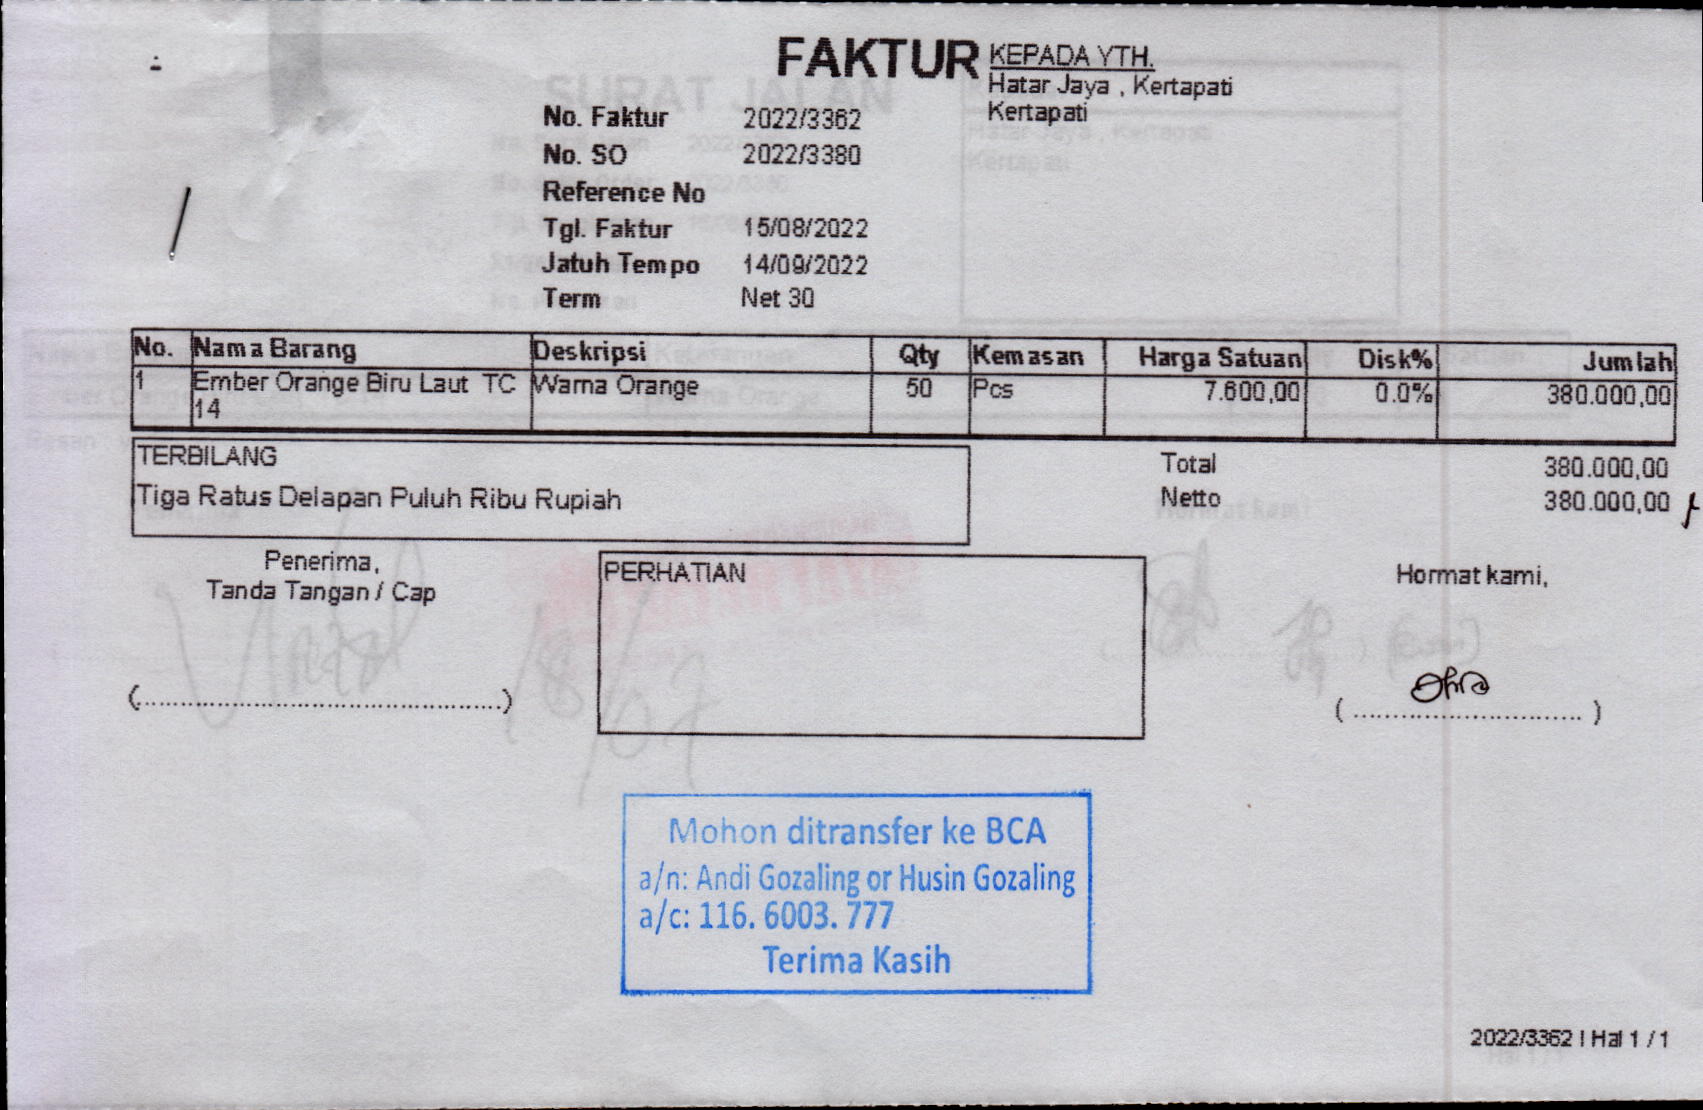 FAKTUR
KEPADA YTH.
Hatar Jaya , Kertapati
Kertapati
No. Faktur 2022/3362
No. SO 2022/3380
Reference No
Tgl. Faktur 15/08/2022
Jatuh Tempo 14/09/2022
Term Net 30
No. Nama Barang Deskripsi Qty Kemasan Harga Satuan Disk% Jumlah
1 Ember Orange Biru Laut TC Warna Orange 50 Pcs 7.600,00 0.0% 380.000,00
14
TERBILANG
Tiga Ratus Delapan Puluh Ribu Rupiah
Total 380.000,00
Netto 380.000,00
Penerima,
Tanda Tangan / Cap
PERHATIAN
Hormat kami,
(................................................)
( .............................. )
Mohon ditransfer ke BCA
a/n: Andi Gozaling or Husin Gozaling
a/c: 116. 6003. 777
Terima Kasih
2022/3362 | Hal 1 / 1